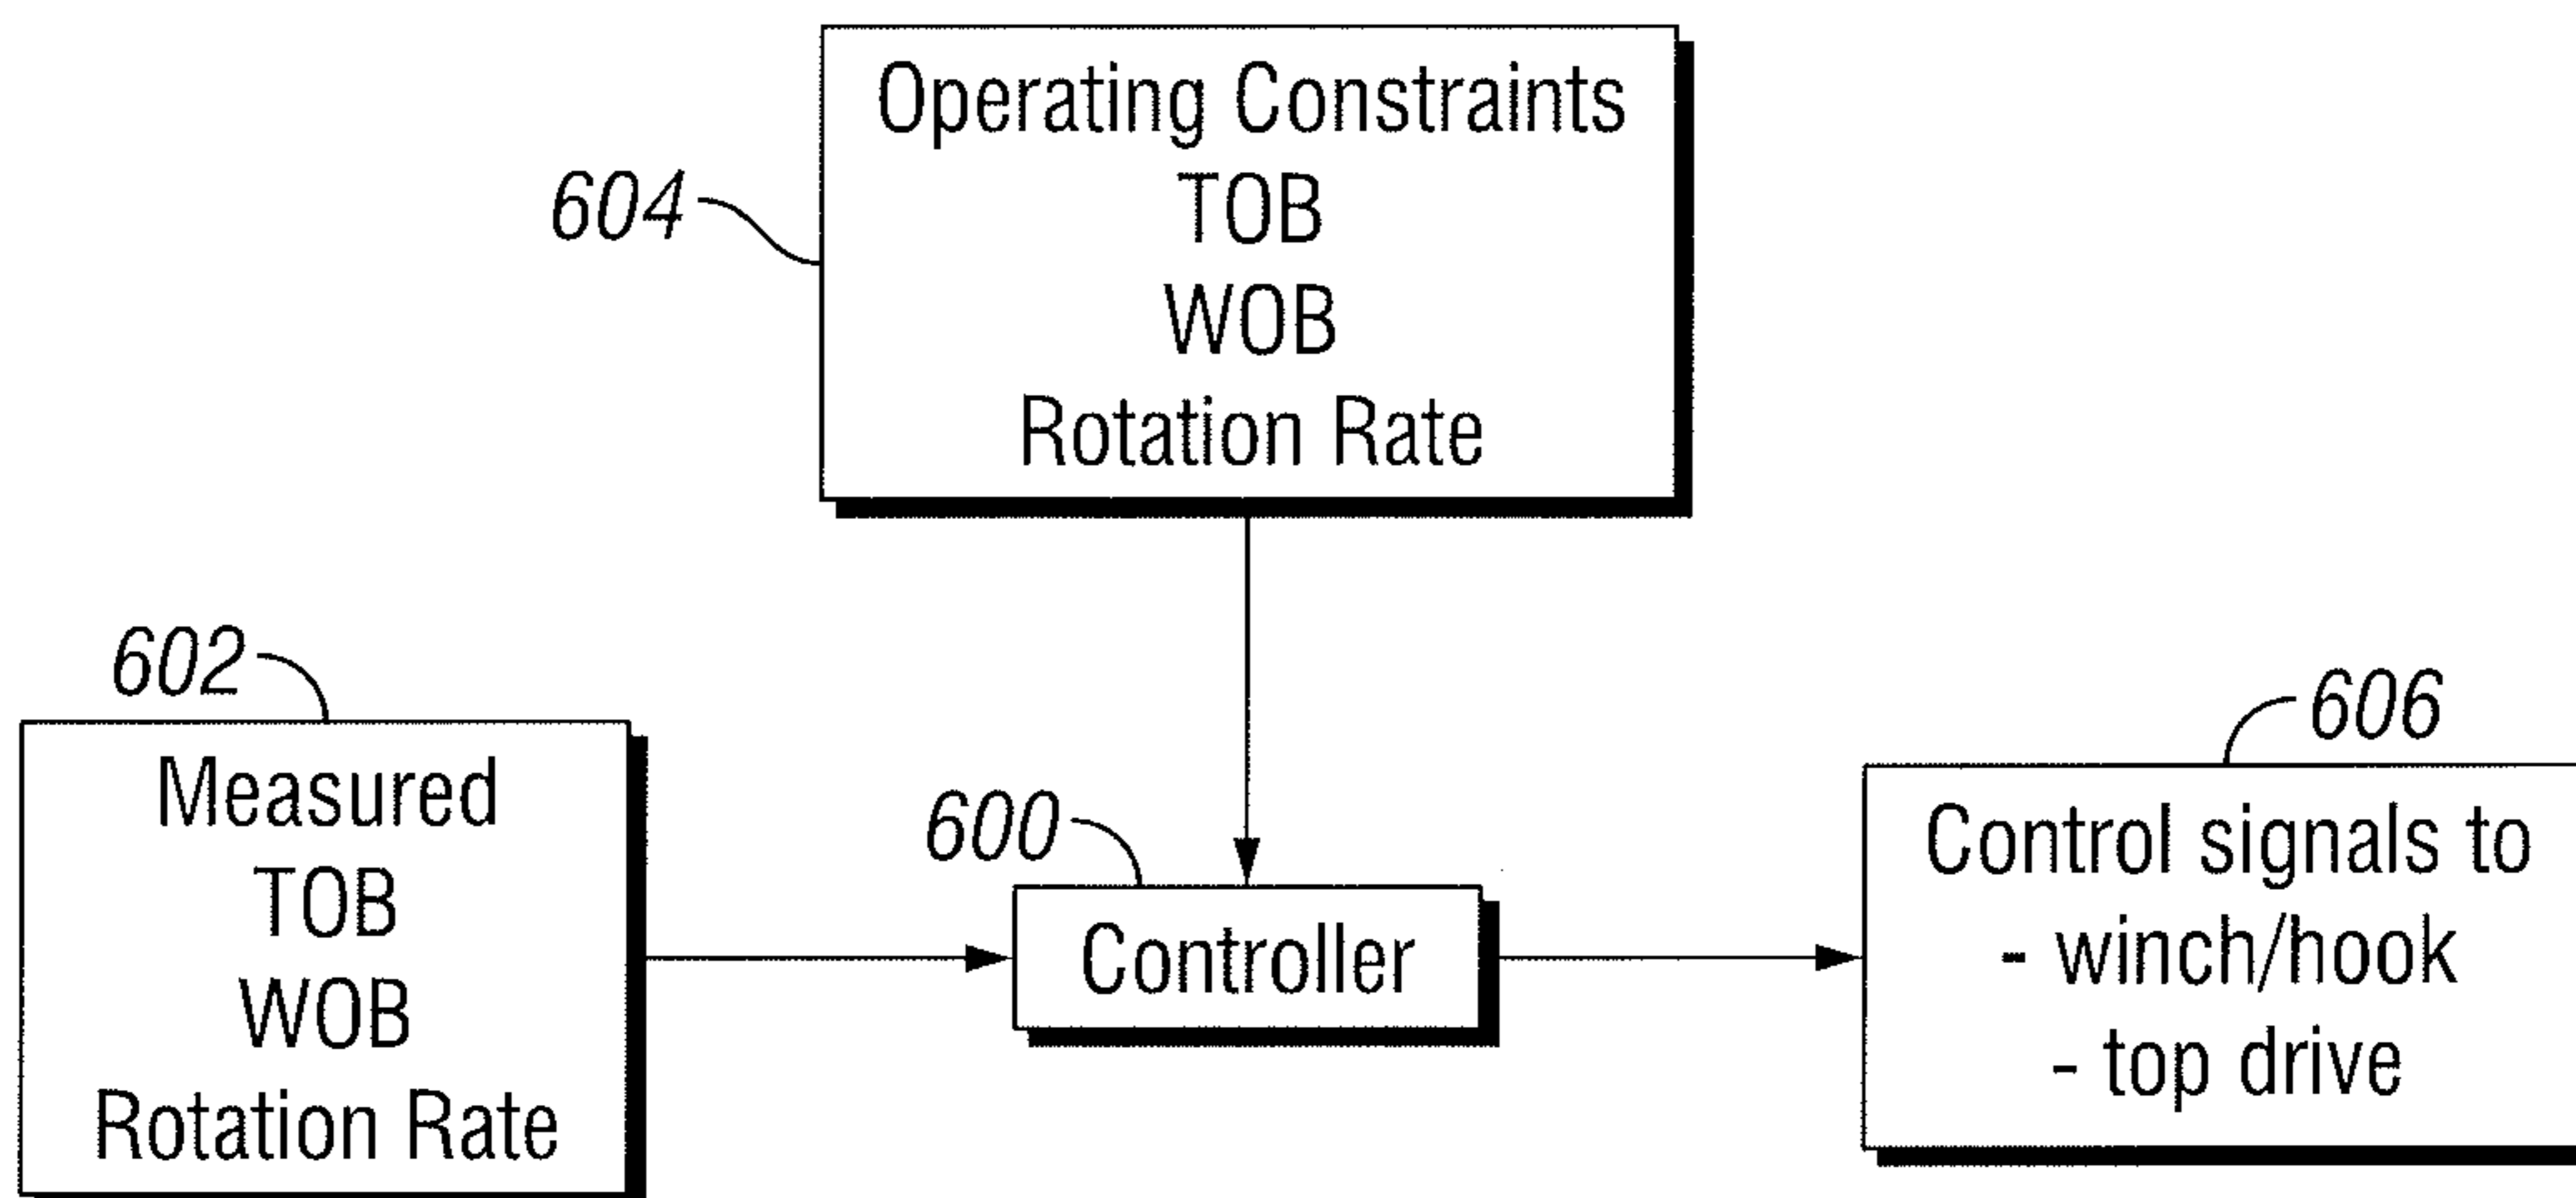 Operating Constraints
TOB
WOB
Rotation Rate
604
602
Measured
TOB
WOB
Rotation Rate
600
Controller
606
Control signals to
- winch/hook
- top drive